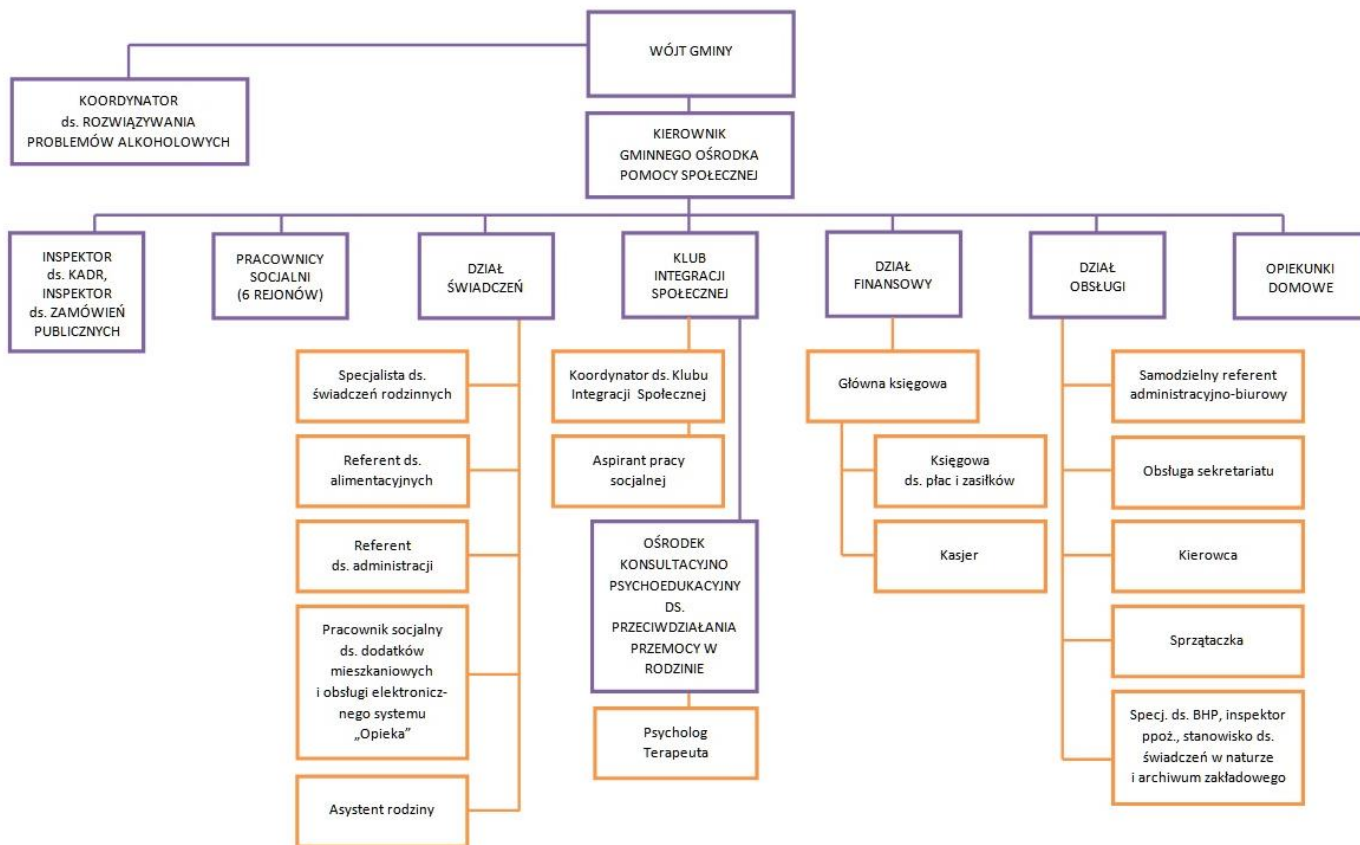 WÓJT GMINY
KOORDYNATOR
ds. ROZWIĄZYWANIA
PROBLEMÓW ALKOHOLOWYCH
KIEROWNIK
GMINNEGO OŚRODKA
POMOCY SPOŁECZNEJ
INSPEKTOR
ds. KADR,
INSPEKTOR
ds. ZAMÓWIEŃ
PUBLICZNYCH
PRACOWNICY
SOCJALNI
(6 REJONÓW)
DZIAŁ
ŚWIADCZEŃ
KLUB
INTEGRACJI
SPOŁECZNEJ
DZIAŁ
FINANSOWY
DZIAŁ
OBSŁUGI
OPIEKUNKI
DOMOWE
Specjalista ds.
świadczeń rodzinnych
Referent ds.
alimentacyjnych
Referent
ds. administracji
Pracownik socjalny
ds. dodatków
mieszkaniowych
i obsługi elektronicz-
nego systemu
„Opieka”
Asystent rodziny
Koordynator ds. Klubu
Integracji Społecznej
Aspirant pracy
socjalnej
OŚRODEK
KONSULTACYJNO
PSYCHOEDUKACYJNY
DS.
PRZECIWDZIAŁANIA
PRZEMOCY W
RODZINIE
Psycholog
Terapeuta
Główna księgowa
Księgowa
ds. płac i zasiłków
Kasjer
Samodzielny referent
administracyjno-biurowy
Obsługa sekretariatu
Kierowca
Sprzątaczka
Specj. ds. BHP, inspektor
ppoż., stanowisko ds.
świadczeń w naturze
i archiwum zakładowego